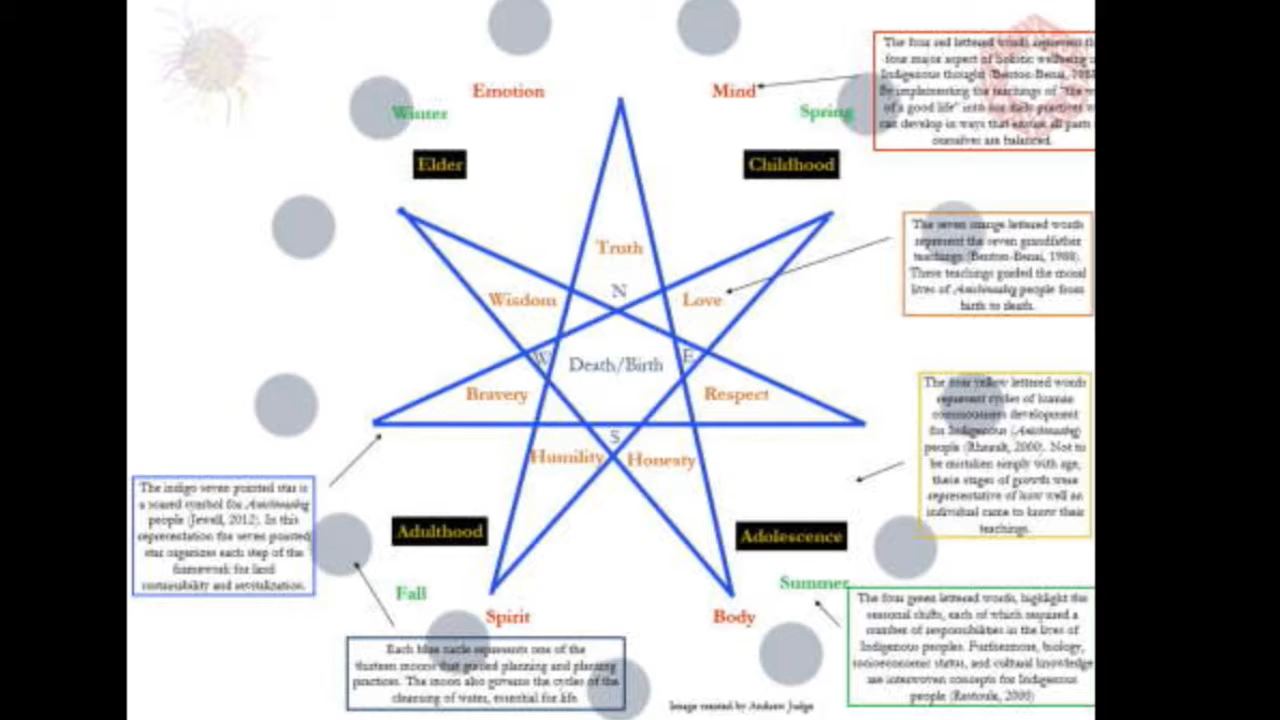 Emotion
Mind
Winter
Spring
Elder
Childhood
Truth
Wisdom
N
Love
W
Death/Birth
E
Bravery
Respect
S
Humility
Honesty
Adulthood
Adolescence
Fall
Summer
Spirit
Body
The four red lettered words represent
four major aspect of holistic wellbeing
Indigenous thought (Benton-Benai,
By implementing the teachings of "the
of a good life" into our daily practices
can develop in ways that ensure all parts
ourselves are balanced.
The seven orange lettered words
represent the seven grandfather
teachings (Benton-Benai, 1988).
These teachings guided the moral
lives of people from
birth to death.
The four yellow lettered words
represent cycles of human
consciousness development
for Indigenous
people 2000). Not to
be mistaken simply with age,
these stages of growth were
representative of how well an
individual came to know their
teachings.
The indigo seven pointed star is
a scared symbol for
people (Jewell, 2012). In this
representation the seven pointed
star organizes each step of the
framework for land
sustainability and revitalization.
The four green lettered words, highlight the
seasonal shifts, each of which required a
number of responsibilities in the lives of
Indigenous peoples. Furthermore, biology,
socioeconomic status, and cultural knowledge
are interwoven concepts for Indigenous
people (Restoule, 2000)
Each blue circle represents one of the
thirteen moons that guided planning and planting
practices. The moon also governs the cycles of the
cleansing of water, essential for life.
Image created by Andrew Judge